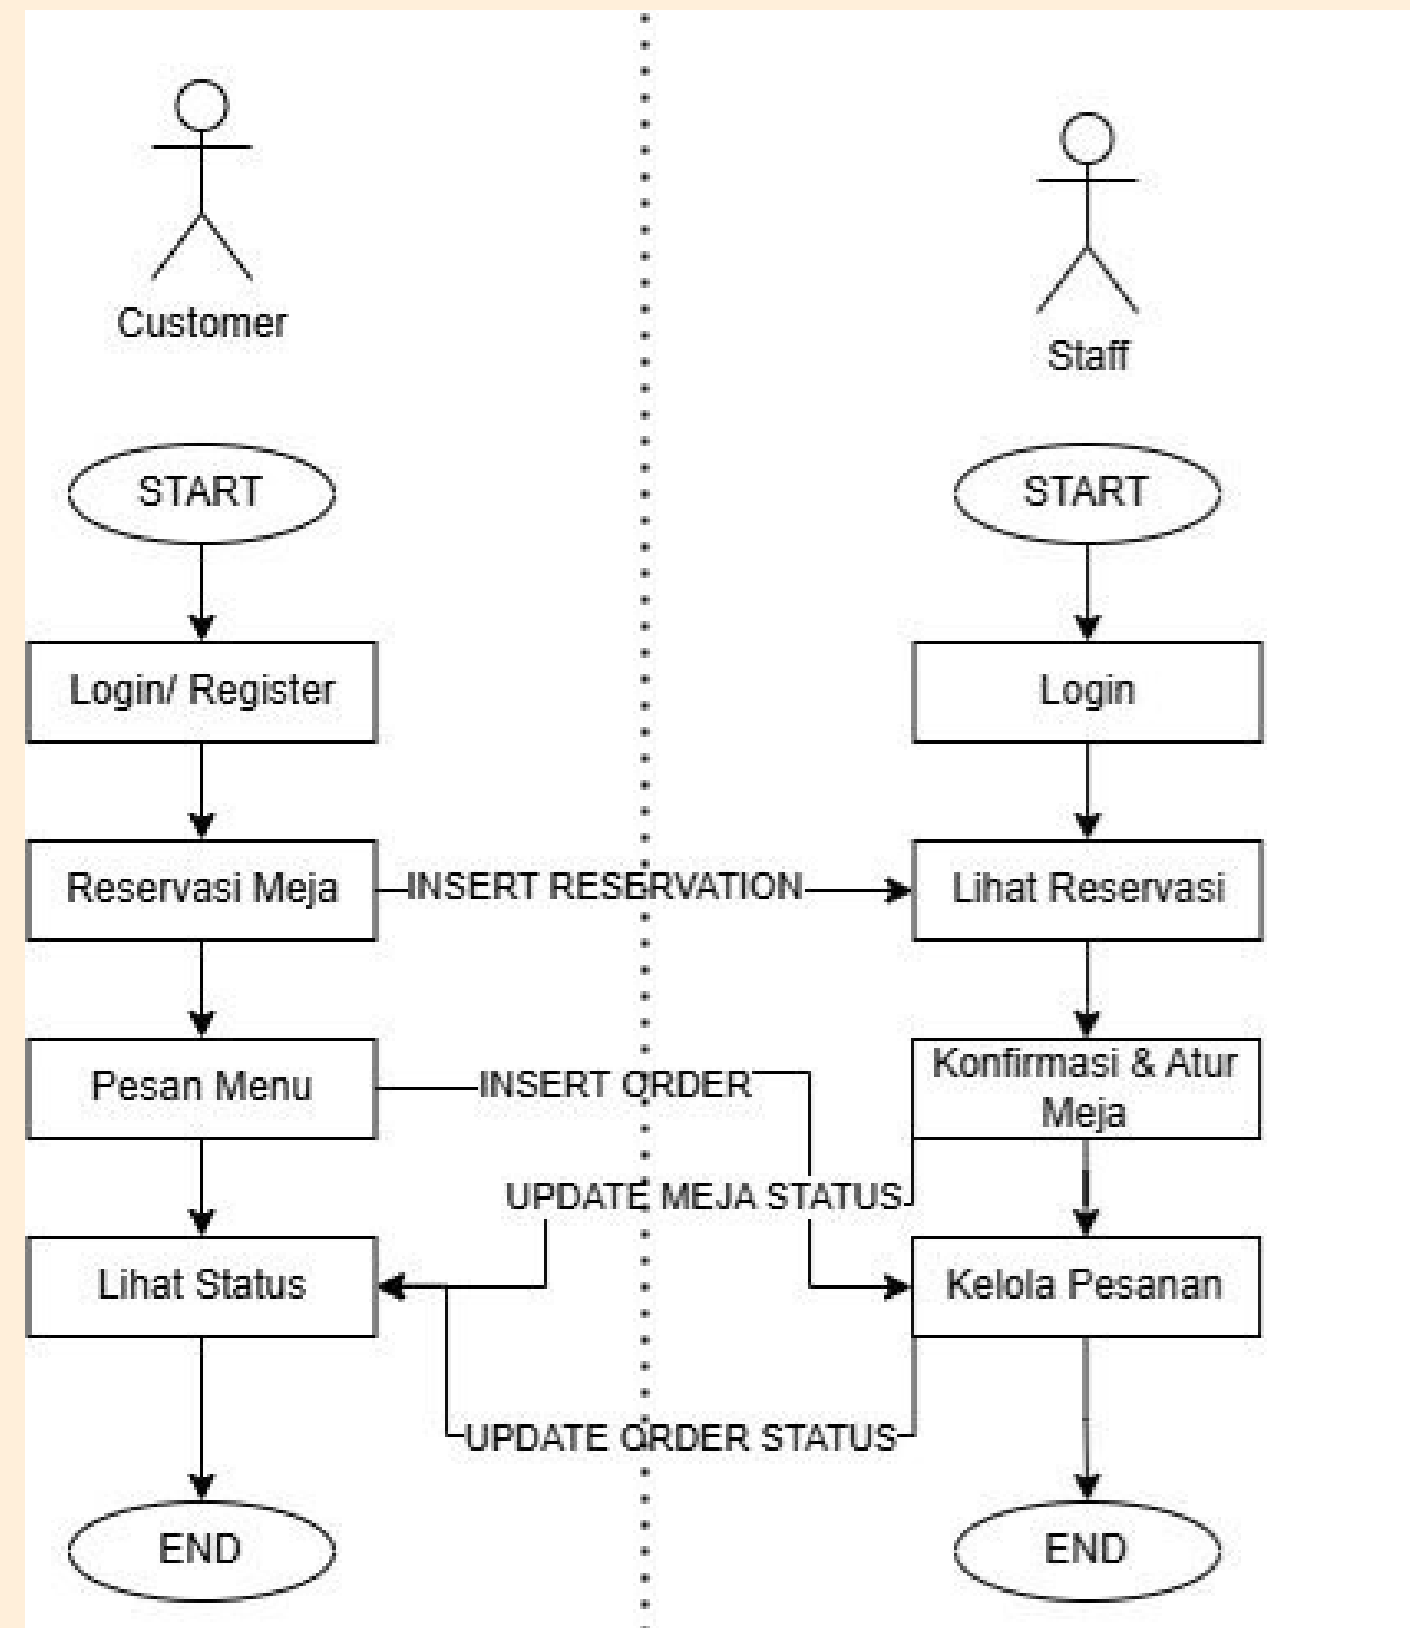 Customer
Staff
START
START
Login/ Register
Login
Reservasi Meja
INSERT RESERVATION
Lihat Reservasi
Pesan Menu
INSERT ORDER
Konfirmasi & Atur
Meja
UPDATE MEJA STATUS
Lihat Status
Kelola Pesanan
UPDATE ORDER STATUS
END
END